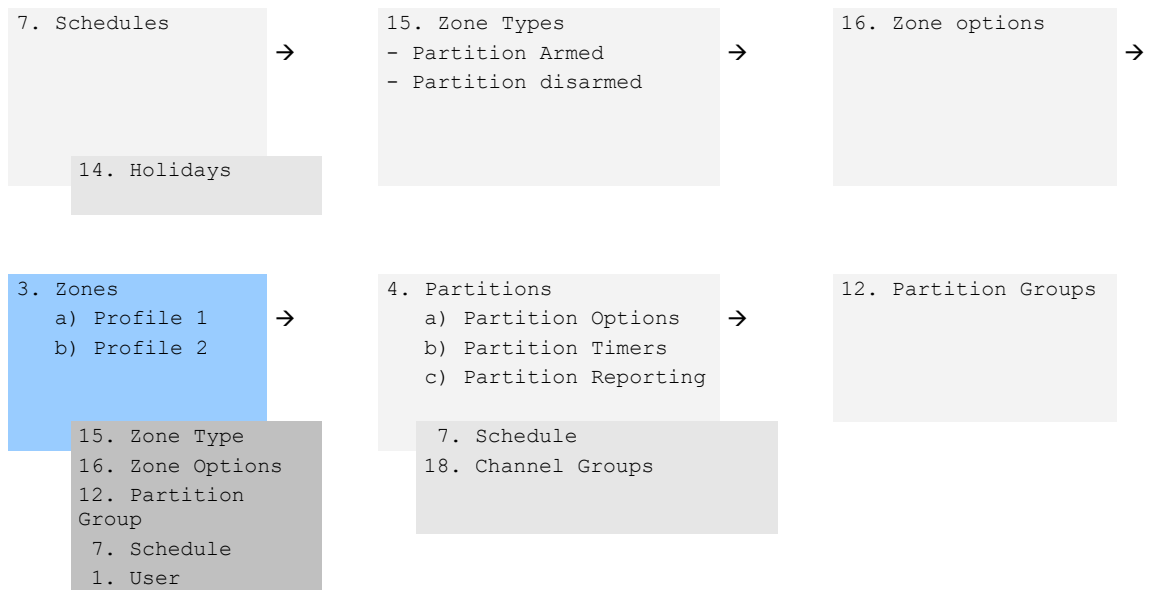 7. Schedules
→
14. Holidays
15. Zone Types
- Partition Armed
- Partition disarmed
→
16. Zone options
→
3. Zones
a) Profile 1
b) Profile 2
→
15. Zone Type
16. Zone Options
12. Partition
Group
7. Schedule
1. User
4. Partitions
a) Partition Options
b) Partition Timers
c) Partition Reporting
→
7. Schedule
18. Channel Groups
12. Partition Groups